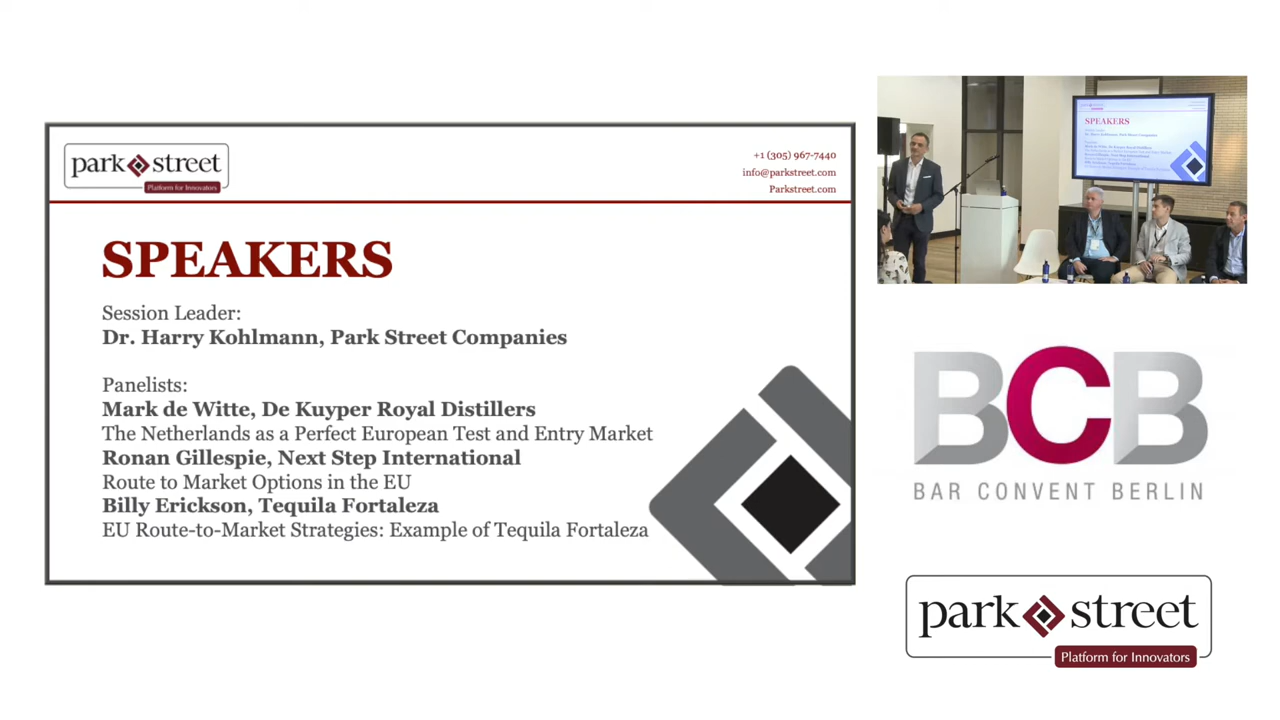 park street
Platform for Innovators
+1 (305) 967-7440
info@parkstreet.com
Parkstreet.com
SPEAKERS
Session Leader:
Dr. Harry Kohlmann, Park Street Companies
Panelists:
Mark de Witte, De Kuyper Royal Distillers
The Netherlands as a Perfect European Test and Entry Market
Ronan Gillespie, Next Step International
Route to Market Options in the EU
Billy Erickson, Tequila Fortaleza
EU Route-to-Market Strategies: Example of Tequila Fortaleza
SPEAKERS
BCB
BAR CONVENT BERLIN
park street
Platform for Innovators